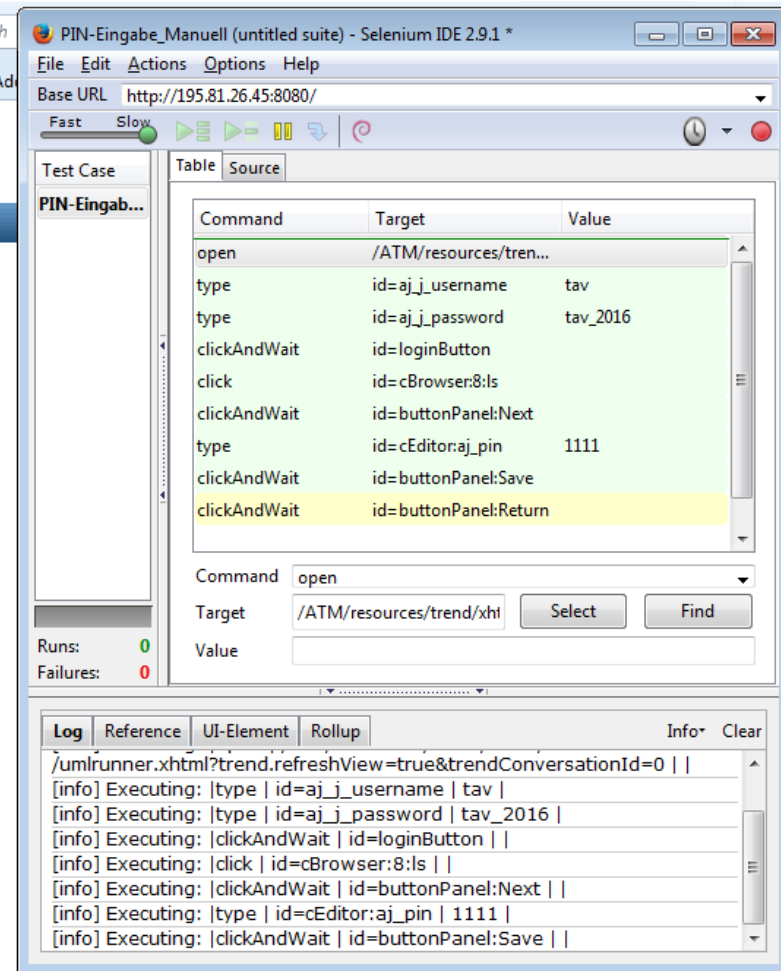 h
PIN-Eingabe_Manuell (untitled suite) - Selenium IDE 2.9.1 *
File Edit Actions Options Help
Ad
Base URL http://195.81.26.45:8080/
Fast Slow
Test Case
Table Source
PIN-Eingab...
Command Target Value
open /ATM/resources/tren...
type id=aj_j_username tav
type id=aj_j_password tav_2016
clickAndWait id=loginButton
click id=cBrowser:8:ls
clickAndWait id=buttonPanel:Next
type id=cEditor:aj_pin 1111
clickAndWait id=buttonPanel:Save
clickAndWait id=buttonPanel:Return
Command open
Target /ATM/resources/trend/xht Select Find
Runs: 0
Value
Failures: 0
Log Reference UI-Element Rollup Info Clear
/umlrunner.xhtml?trend.refreshView=true&trendConversationId=0 | |
[info] Executing: |type | id=aj_j_username | tav |
[info] Executing: |type | id=aj_j_password | tav_2016 |
[info] Executing: |clickAndWait | id=loginButton | |
[info] Executing: |click | id=cBrowser:8:ls | |
[info] Executing: |clickAndWait | id=buttonPanel:Next | |
[info] Executing: |type | id=cEditor:aj_pin | 1111 |
[info] Executing: |clickAndWait | id=buttonPanel:Save | |